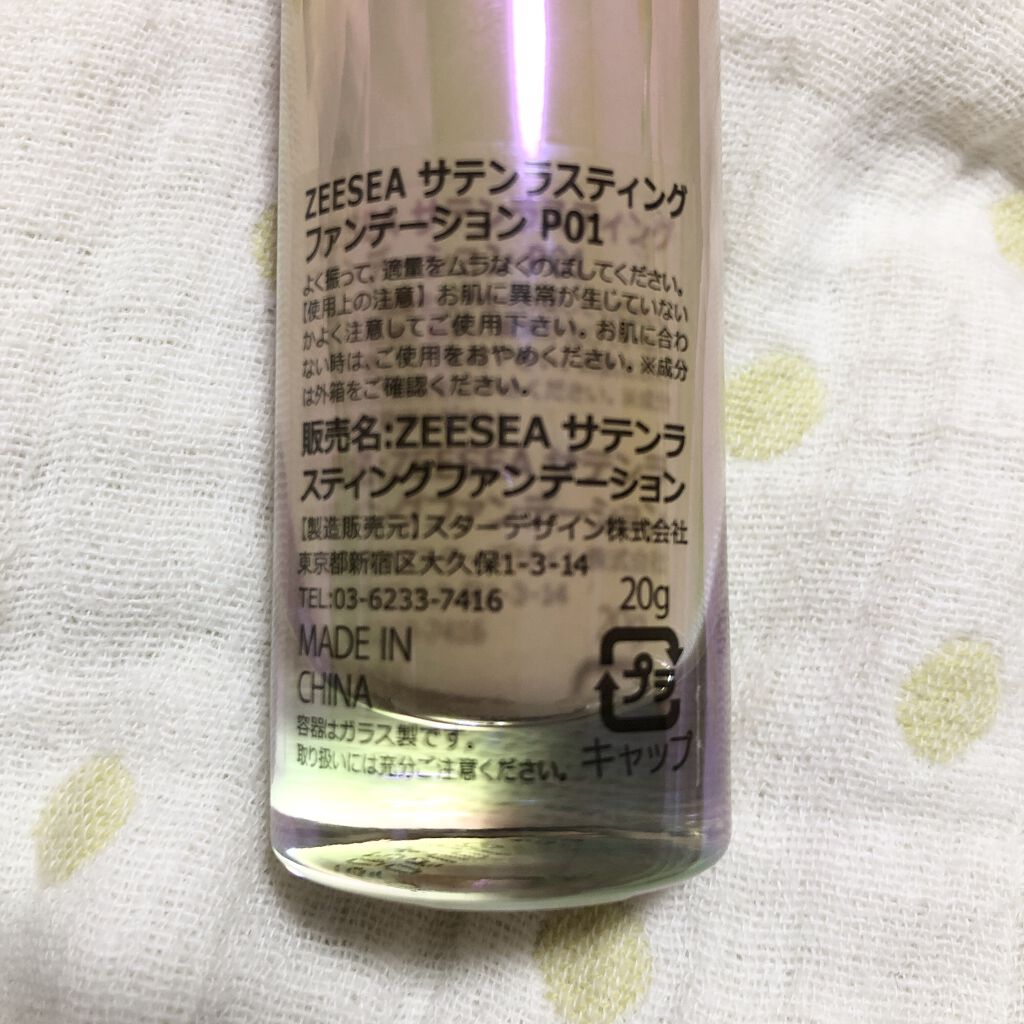 ZEESEA サテンラスティング
ファンデーション P01
よく振って、適量をムラなくのばしてください。
【使用上の注意】お肌に異常が生じていない
かよく注意してご使用下さい。お肌に合わ
ない時は、ご使用をおやめください。※成分
は外箱をご確認ください。
販売名:ZEESEA サテンラ
スティングファンデーション
【製造販売元】スターデザイン株式会社
東京都新宿区大久保1-3-14
TEL:03-6233-7416
20g
MADE IN
CHINA
プラ
キャップ
容器はガラス製です。
取り扱いには充分ご注意ください。